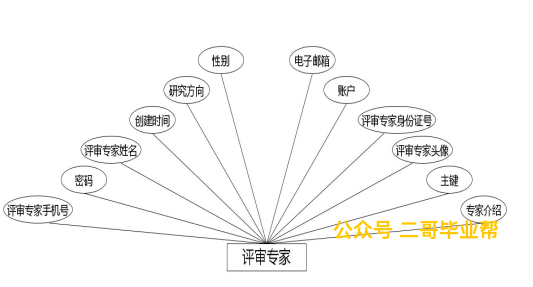 性别
电子邮箱
研究方向
账户
创建时间
评审专家身份证号
评审专家姓名
评审专家头像
密码
主键
评审专家手机号
专家介绍
公众号 二哥毕业帮
评审专家